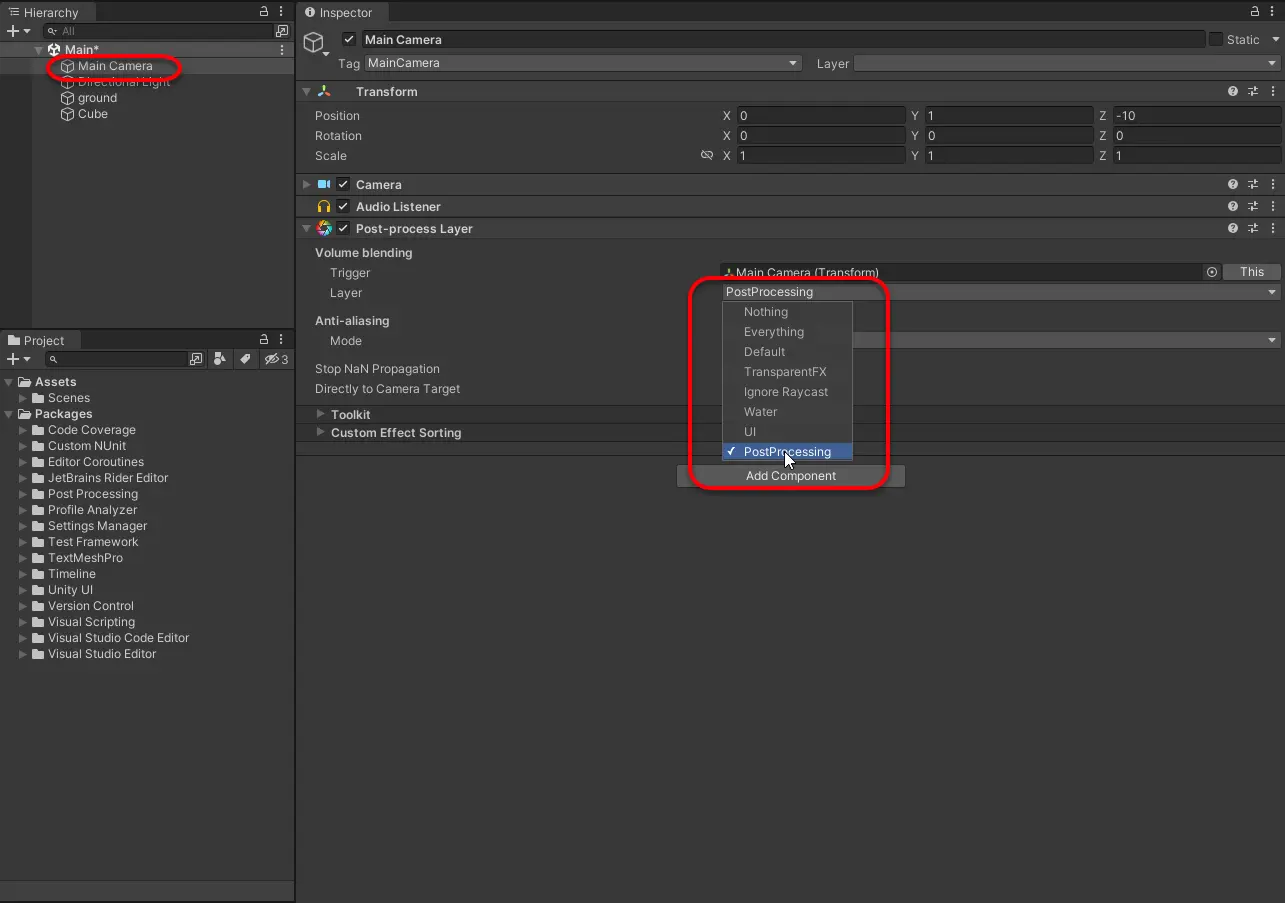 Hierarchy
All
Main*
Main Camera
Directional Light
ground
Cube
Project
3
Assets
Scenes
Packages
Code Coverage
Custom NUnit
Editor Coroutines
JetBrains Rider Editor
Post Processing
Profile Analyzer
Settings Manager
Test Framework
TextMeshPro
Timeline
Unity UI
Version Control
Visual Scripting
Visual Studio Code Editor
Visual Studio Editor
Inspector
Main Camera Static
Tag MainCamera Layer
Transform
Position X 0 Y 1 Z -10
Rotation X 0 Y 0 Z 0
Scale X 1 Y 1 Z 1
Camera
Audio Listener
Post-process Layer
Volume blending
Trigger Main Camera (Transform) This
Layer PostProcessing
Nothing
Anti-aliasing
Everything
Mode
Default
Stop NaN Propagation
TransparentFX
Directly to Camera Target
Ignore Raycast
Toolkit
Water
Custom Effect Sorting
UI
PostProcessing
Add Component